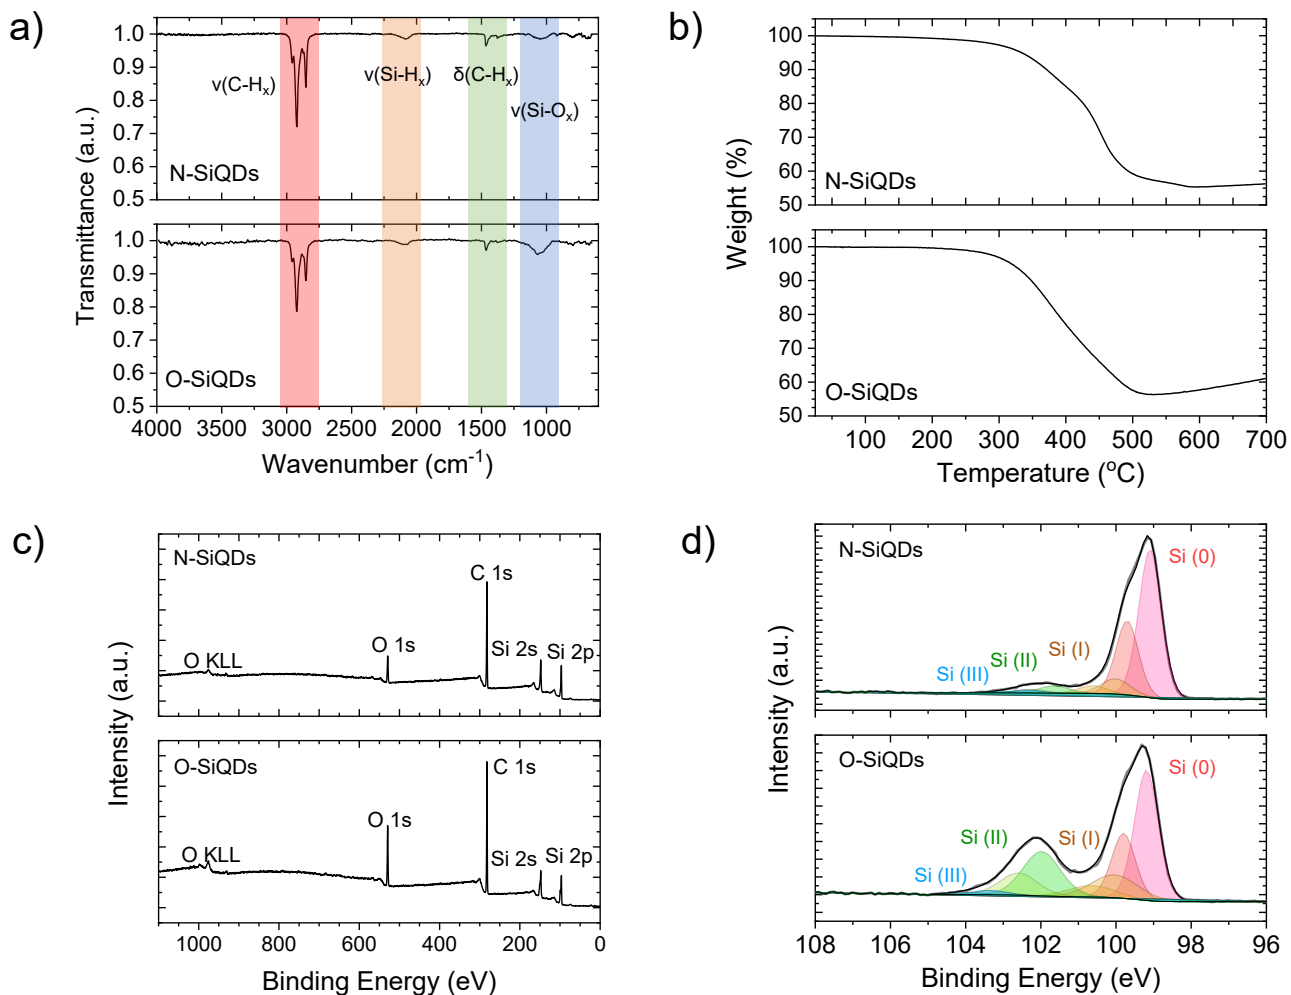 a)
1.0
0.9
0.8
0.7
0.6
0.5
ν(C-Hₓ)
ν(Si-Hₓ)
δ(C-Hₓ)
ν(Si-Oₓ)
N-SiQDs
1.0
0.9
0.8
0.7
0.6
0.5
O-SiQDs
Transmittance (a.u.)
4000 3500 3000 2500 2000 1500 1000
Wavenumber (cm⁻¹)
b)
100
90
80
70
60
50
N-SiQDs
100
90
80
70
60
50
O-SiQDs
Weight (%)
100 200 300 400 500 600 700
Temperature (°C)
c)
N-SiQDs
C 1s
O 1s
Si 2s
Si 2p
O KLL
O-SiQDs
C 1s
O 1s
Si 2s
Si 2p
O KLL
Intensity (a.u.)
1000 800 600 400 200 0
Binding Energy (eV)
d)
N-SiQDs
Si (0)
Si (I)
Si (II)
Si (III)
O-SiQDs
Si (0)
Si (I)
Si (II)
Si (III)
Intensity (a.u.)
108 106 104 102 100 98 96
Binding Energy (eV)